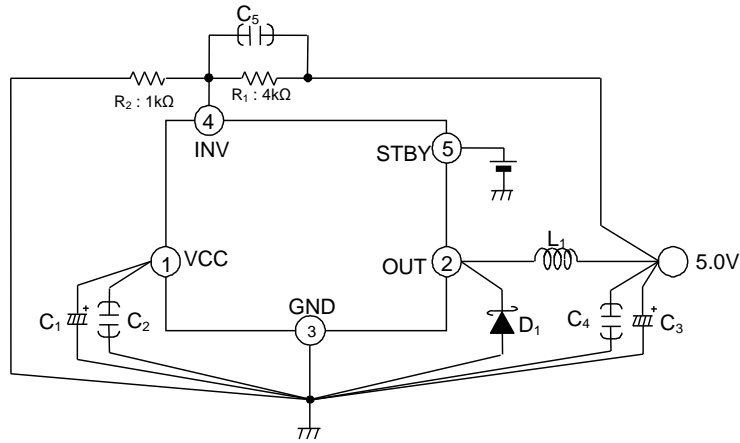 C5
R2 : 1kΩ
R1 : 4kΩ
4
INV
STBY 5
1 VCC
OUT 2
L1
5.0V
GND
3
C1 +
C2
D1
C4
+ C3